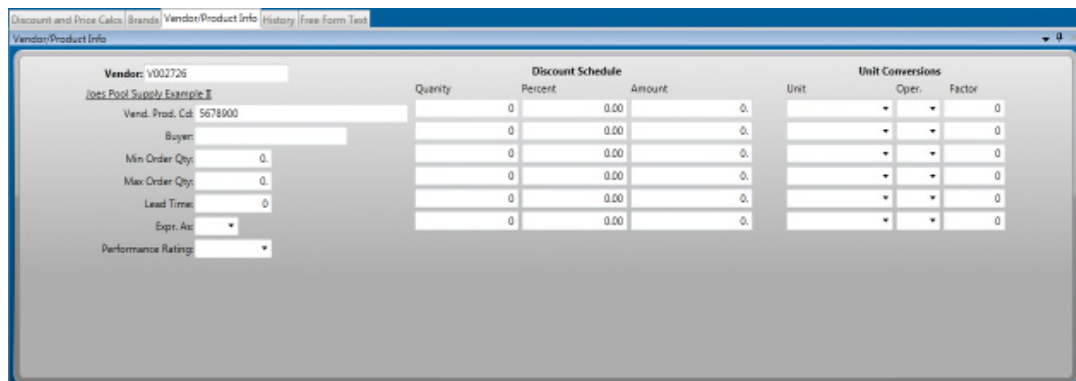 Discount and Price Calcs Brands Vendor/Product Info History Free Form Text
Vendor/Product Info
Vendor: V002726
Joes Pool Supply Example II
Vend. Prod. Cd: 5678900
Buyer:
Min Order Qty: 0.
Max Order Qty: 0.
Lead Time: 0
Expr. As:
Performance Rating:
Discount Schedule
Quanity Percent Amount
0 0.00 0.
0 0.00 0.
0 0.00 0.
0 0.00 0.
0 0.00 0.
0 0.00 0.
Unit Conversions
Unit Oper. Factor
0
0
0
0
0
0